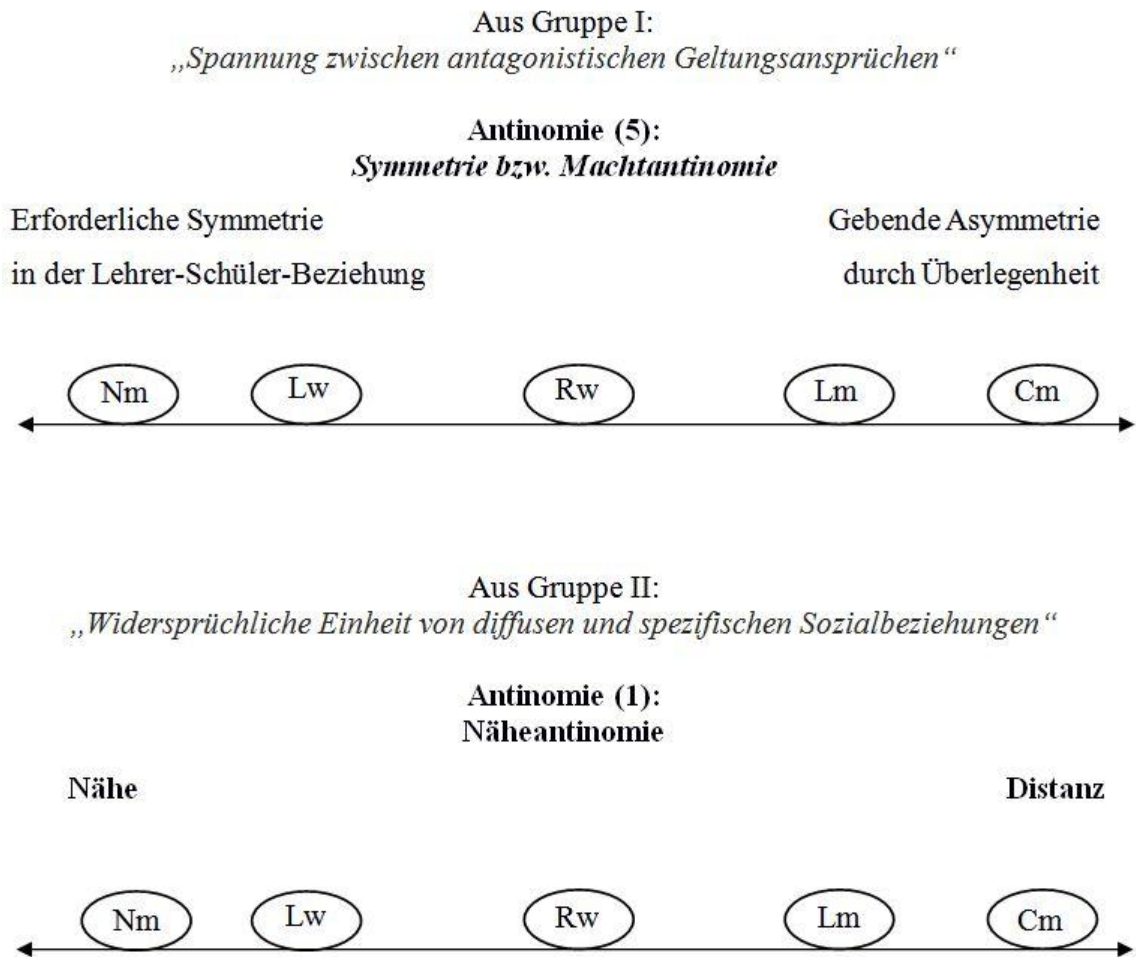 Aus Gruppe I:
„Spannung zwischen antagonistischen Geltungsansprüchen“
Antinomie (5):
Symmetrie bzw. Machtantinomie
Erforderliche Symmetrie Gebende Asymmetrie
in der Lehrer-Schüler-Beziehung durch Überlegenheit
Nm Lw Rw Lm Cm
Aus Gruppe II:
„Widersprüchliche Einheit von diffusen und spezifischen Sozialbeziehungen“
Antinomie (1):
Näheantinomie
Nähe Distanz
Nm Lw Rw Lm Cm